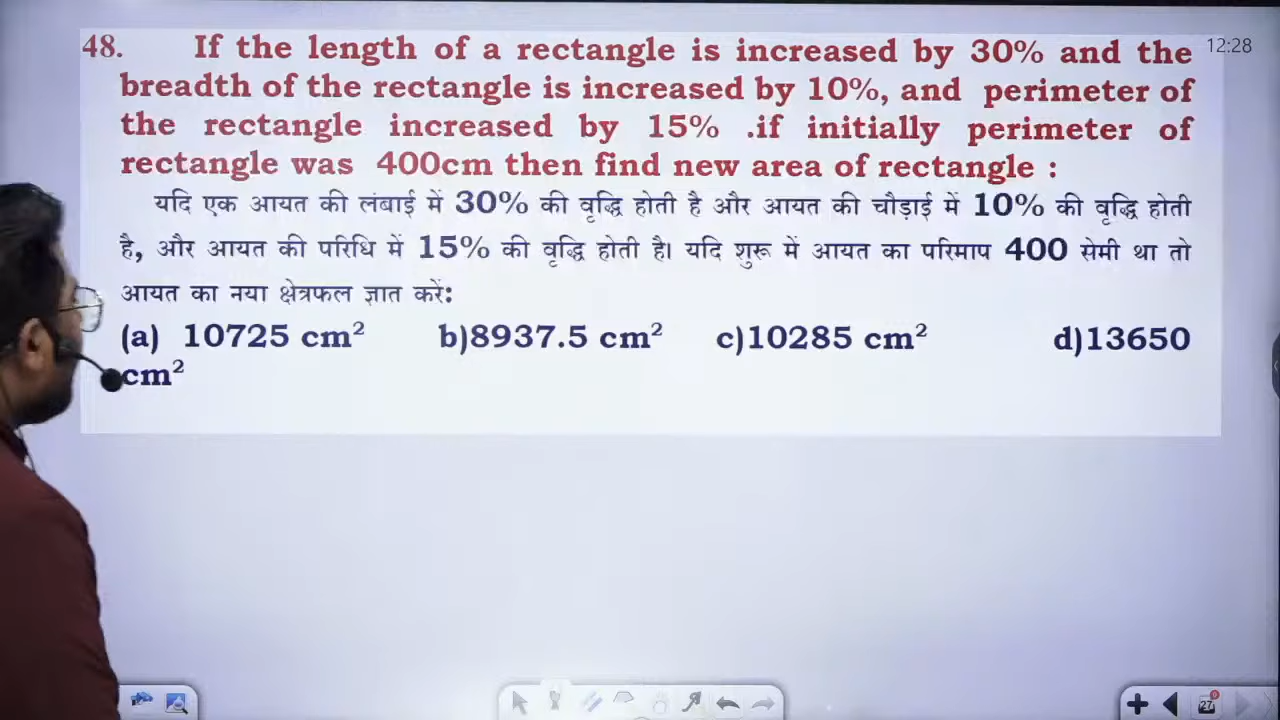 12:28
48. If the length of a rectangle is increased by 30% and the
breadth of the rectangle is increased by 10%, and perimeter of
the rectangle increased by 15% .if initially perimeter of
rectangle was 400cm then find new area of rectangle :
यदि एक आयत की लंबाई में 30% की वृद्धि होती है और आयत की चौड़ाई में 10% की वृद्धि होती
है, और आयत की परिधि में 15% की वृद्धि होती है। यदि शुरू में आयत का परिमाप 400 सेमी था तो
आयत का नया क्षेत्रफल ज्ञात करें:
(a) 10725 cm² b)8937.5 cm² c)10285 cm² d)13650
cm²
27